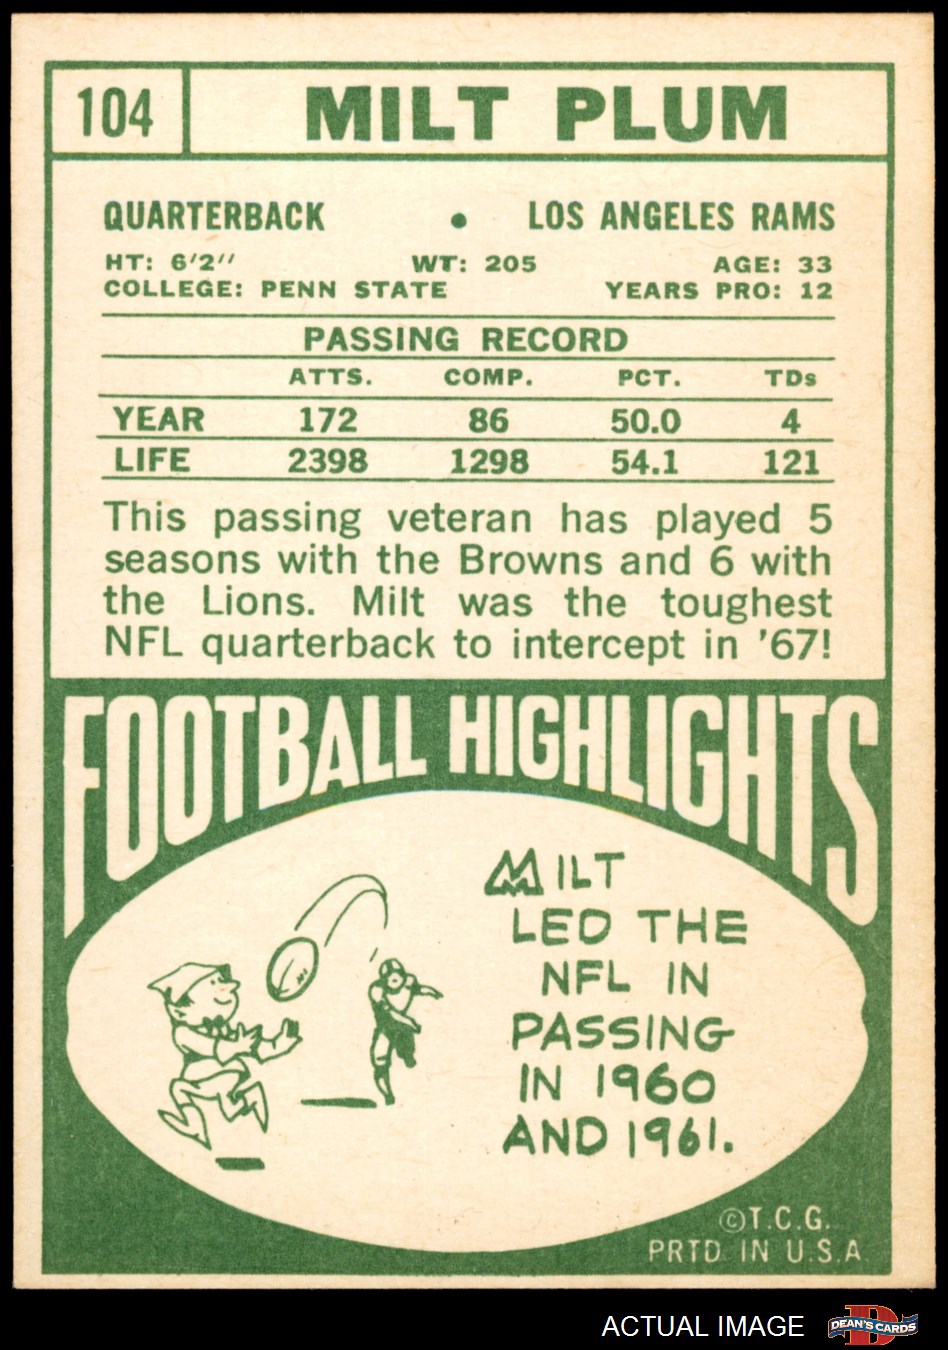 104 MILT PLUM
QUARTERBACK • LOS ANGELES RAMS
HT: 6'2" WT: 205 AGE: 33
COLLEGE: PENN STATE YEARS PRO: 12
PASSING RECORD
ATTS. COMP. PCT. TDs
YEAR 172 86 50.0 4
LIFE 2398 1298 54.1 121
This passing veteran has played 5
seasons with the Browns and 6 with
the Lions. Milt was the toughest
NFL quarterback to intercept in '67!
FOOTBALL HIGHLIGHTS
MILT
LED THE
NFL IN
PASSING
IN 1960
AND 1961.
©T.C.G.
PRTD. IN U.S.A.
ACTUAL IMAGE
DEAN'S CARDS